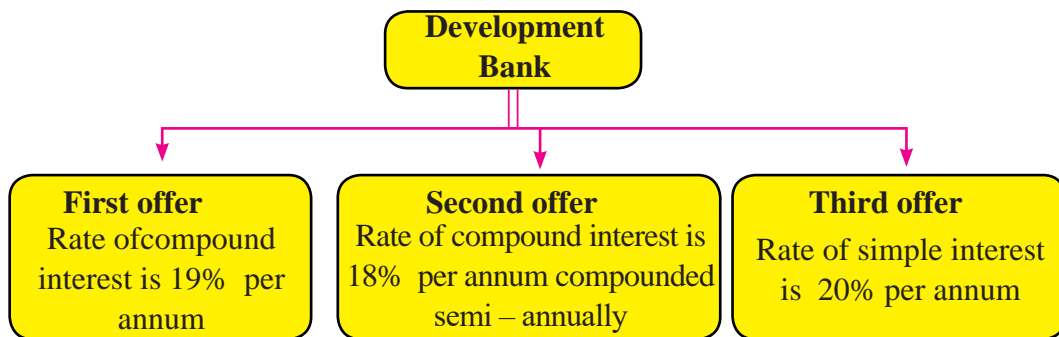 Development
Bank
First offer
Rate ofcompound
interest is 19% per
annum
Second offer
Rate of compound interest is
18% per annum compounded
semi – annually
Third offer
Rate of simple interest
is 20% per annum